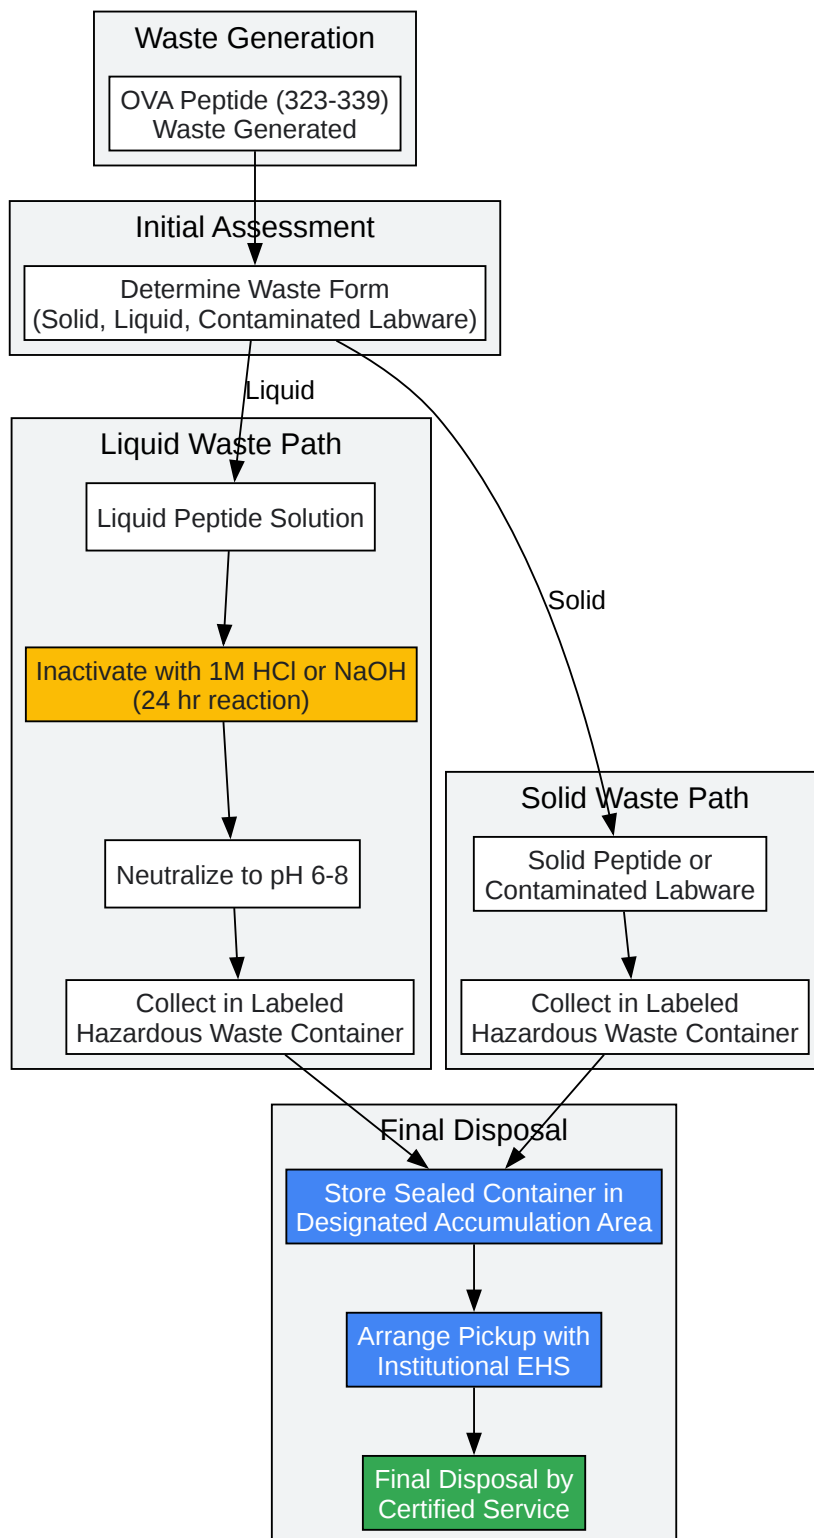 Waste Generation
OVA Peptide (323-339)
Waste Generated
Initial Assessment
Determine Waste Form
(Solid, Liquid, Contaminated Labware)
Liquid
Liquid Waste Path
Liquid Peptide Solution
Solid
Inactivate with 1M HCl or NaOH
(24 hr reaction)
Solid Waste Path
Neutralize to pH 6-8
Solid Peptide or
Contaminated Labware
Collect in Labeled
Hazardous Waste Container
Collect in Labeled
Hazardous Waste Container
Final Disposal
Store Sealed Container in
Designated Accumulation Area
Arrange Pickup with
Institutional EHS
Final Disposal by
Certified Service